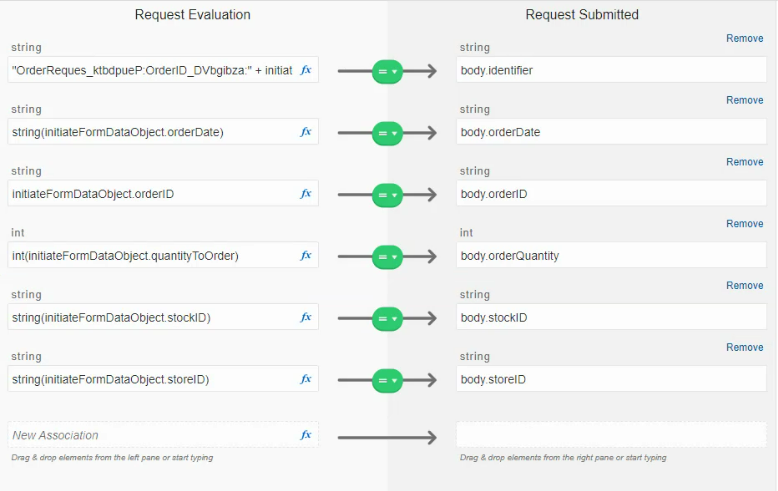 Request Evaluation Request Submitted
Remove
string string
"OrderReques_ktbdpueP:OrderID_DVbgibza:" + initiat fx = body.identifier
Remove
string string
string(initiateFormDataObject.orderDate) fx = body.orderDate
Remove
string string
initiateFormDataObject.orderID fx = body.orderID
Remove
int int
int(initiateFormDataObject.quantityToOrder) fx = body.orderQuantity
Remove
string string
string(initiateFormDataObject.stockID) fx = body.stockID
Remove
string string
string(initiateFormDataObject.storeID) fx = body.storeID
New Association fx
Drag & drop elements from the left pane or start typing Drag & drop elements from the right pane or start typing